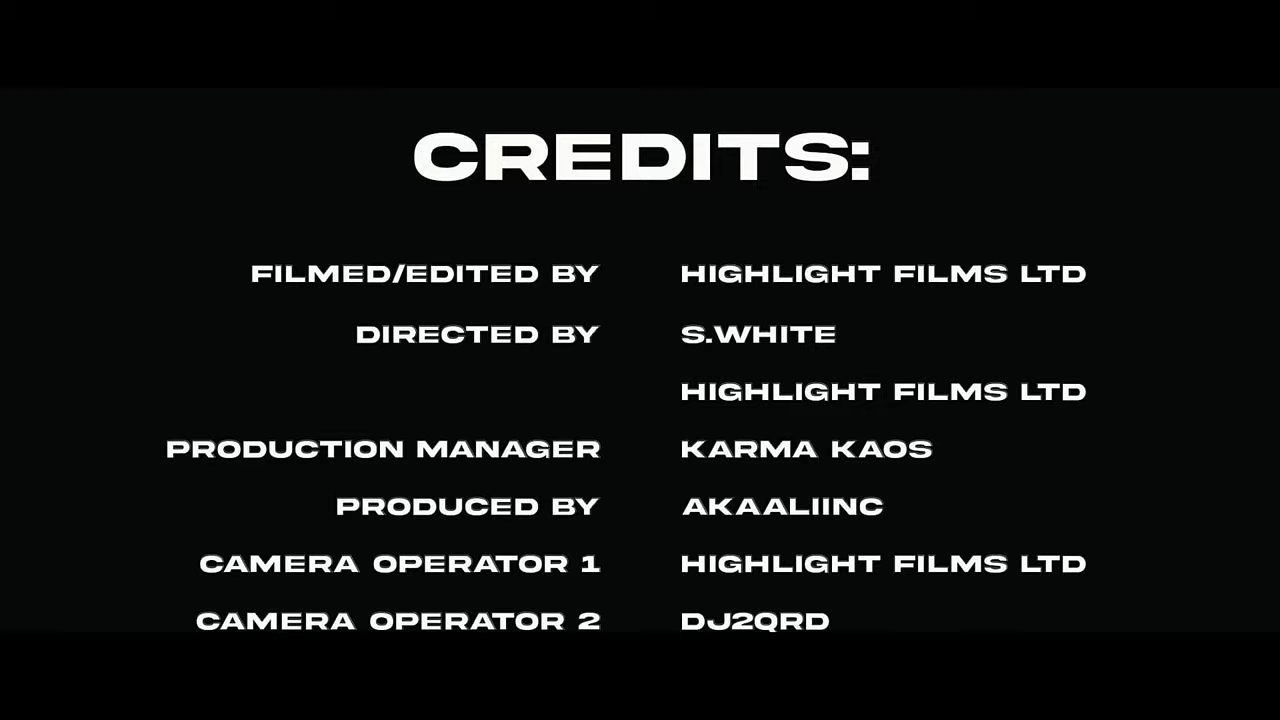 CREDITS:
FILMED/EDITED BY HIGHLIGHT FILMS LTD
DIRECTED BY S.WHITE
HIGHLIGHT FILMS LTD
PRODUCTION MANAGER KARMA KAOS
PRODUCED BY AKAALIINC
CAMERA OPERATOR 1 HIGHLIGHT FILMS LTD
CAMERA OPERATOR 2 DJ2QRD